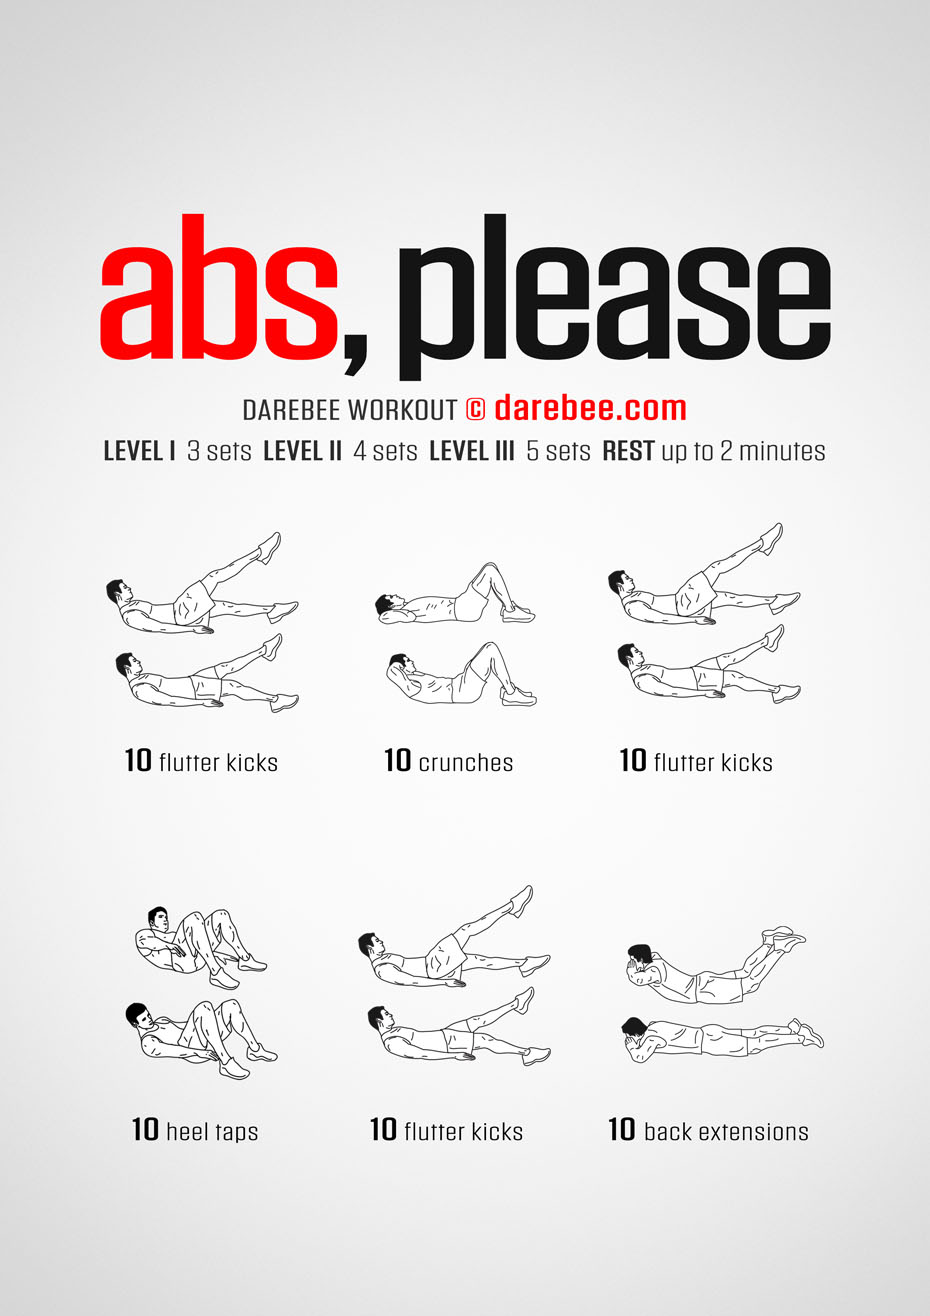 abs, please
DAREBEE WORKOUT © darebee.com
LEVEL I 3 sets LEVEL II 4 sets LEVEL III 5 sets REST up to 2 minutes
10 flutter kicks
10 crunches
10 flutter kicks
10 heel taps
10 flutter kicks
10 back extensions